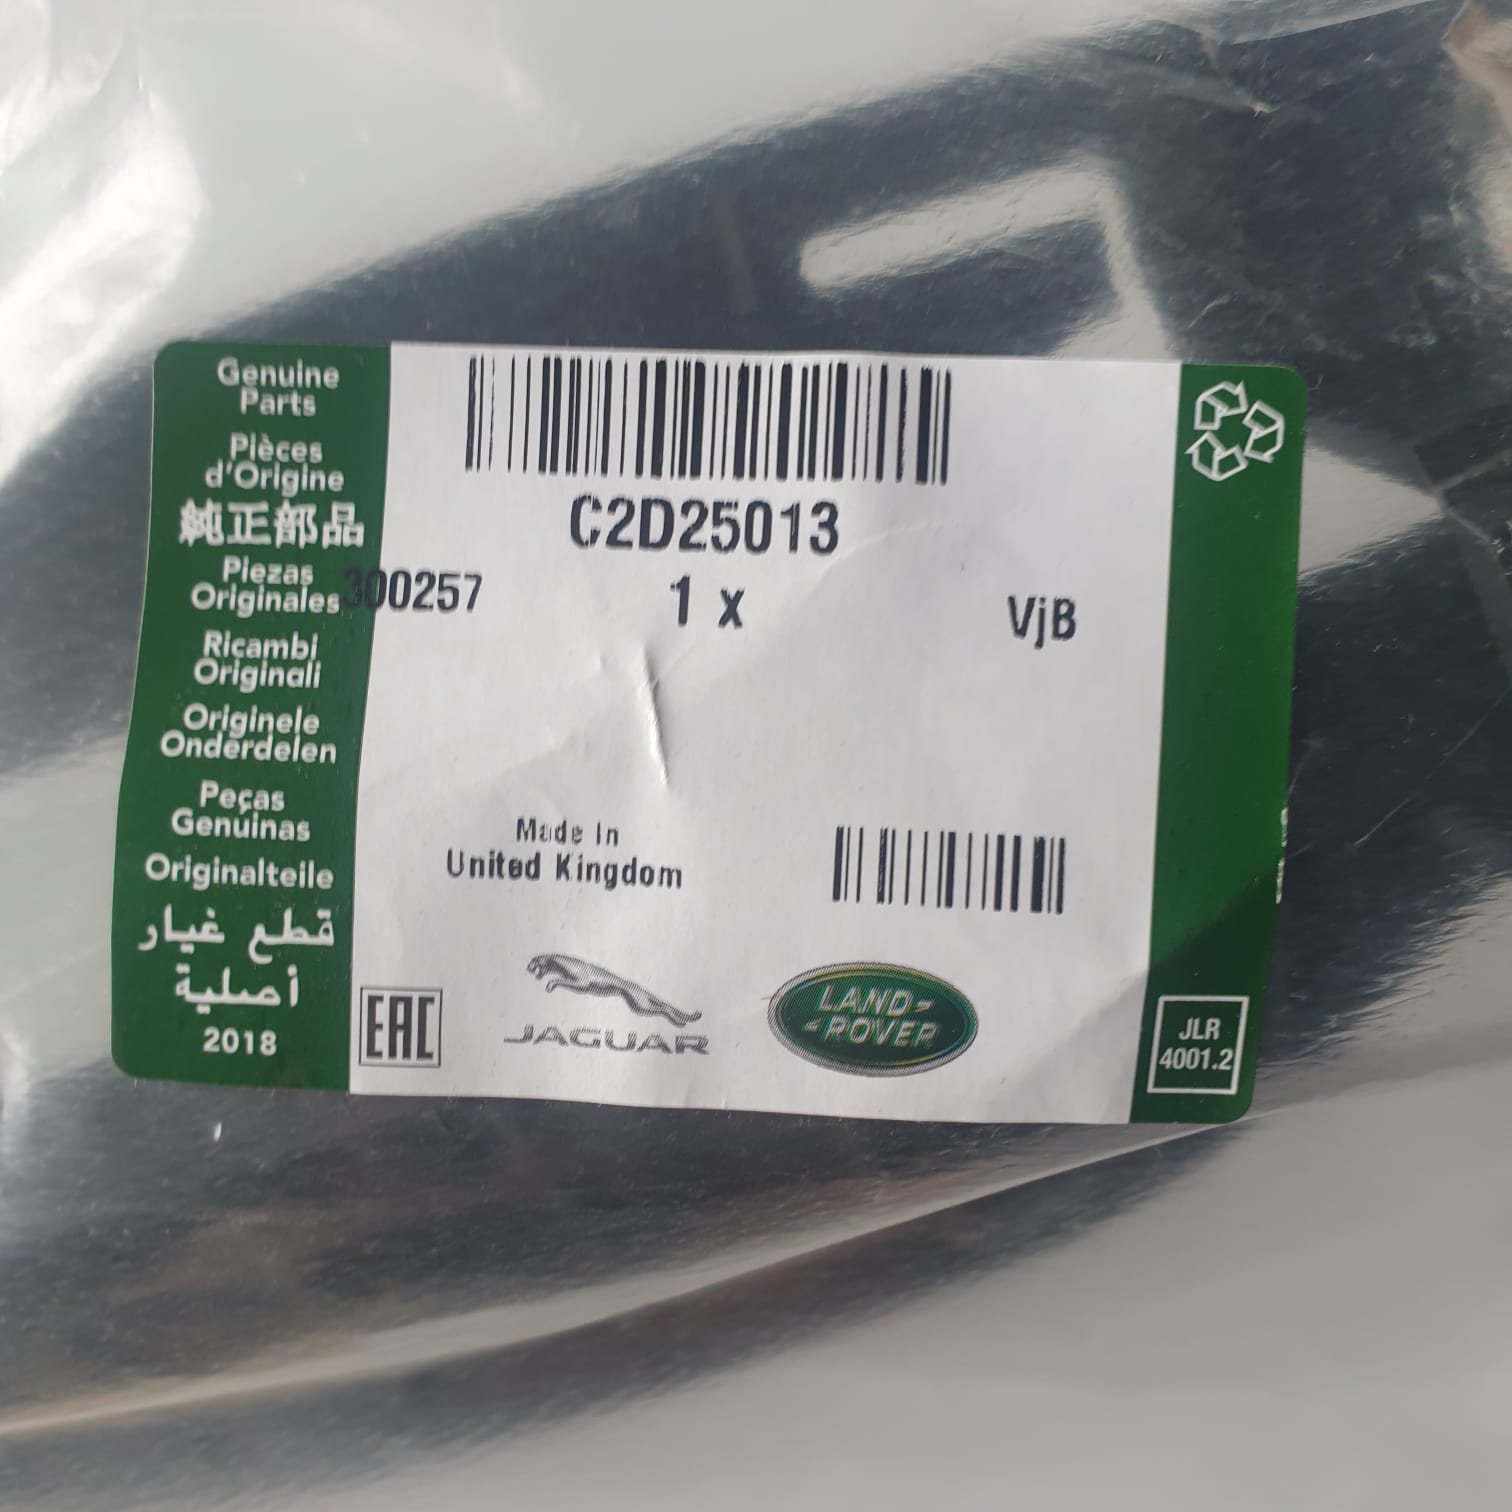 Genuine
Parts
Pièces
d'Origine
純正部品
Piezas
Originales
Ricambi
Originali
Originele
Onderdelen
Peças
Genuinas
Originalteile
قطع غيار
أصلية
2018
C2D25013
300257 1 x VjB
Made In
United Kingdom
EAC
JAGUAR
LAND-
-ROVER
JLR
4001.2